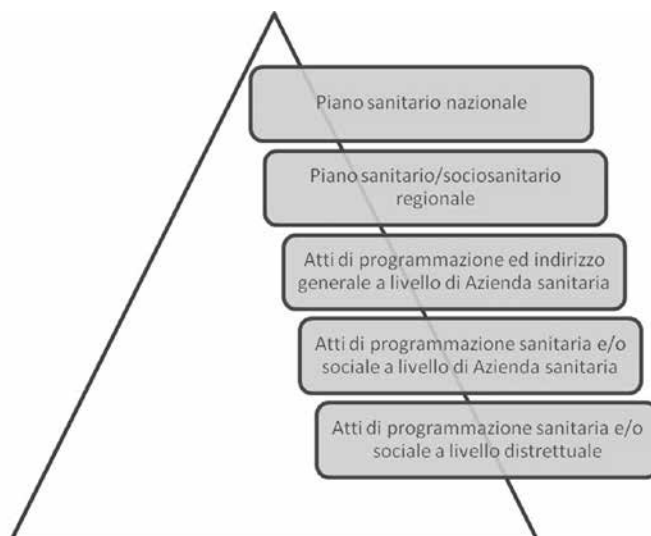 Piano sanitario nazionale
Piano sanitario/sociosanitario
regionale
Atti di programmazione ed indirizzo
generale a livello di Azienda sanitaria
Atti di programmazione sanitaria e/o
sociale a livello di Azienda sanitaria
Atti di programmazione sanitaria e/o
sociale a livello distrettuale